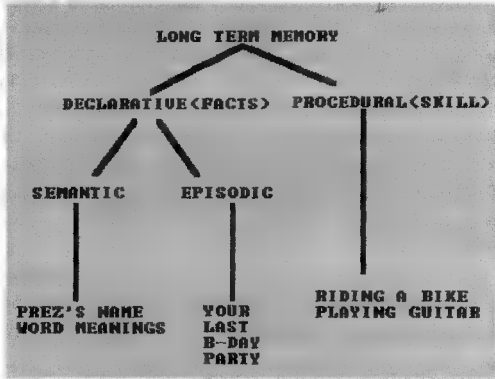 LONG TERM MEMORY
DECLARATIVE<FACTS> PROCEDURAL<SKILL>
SEMANTIC EPISODIC
PREZ'S NAME
WORD MEANINGS
YOUR
LAST
B-DAY
PARTY
RIDING A BIKE
PLAYING GUITAR